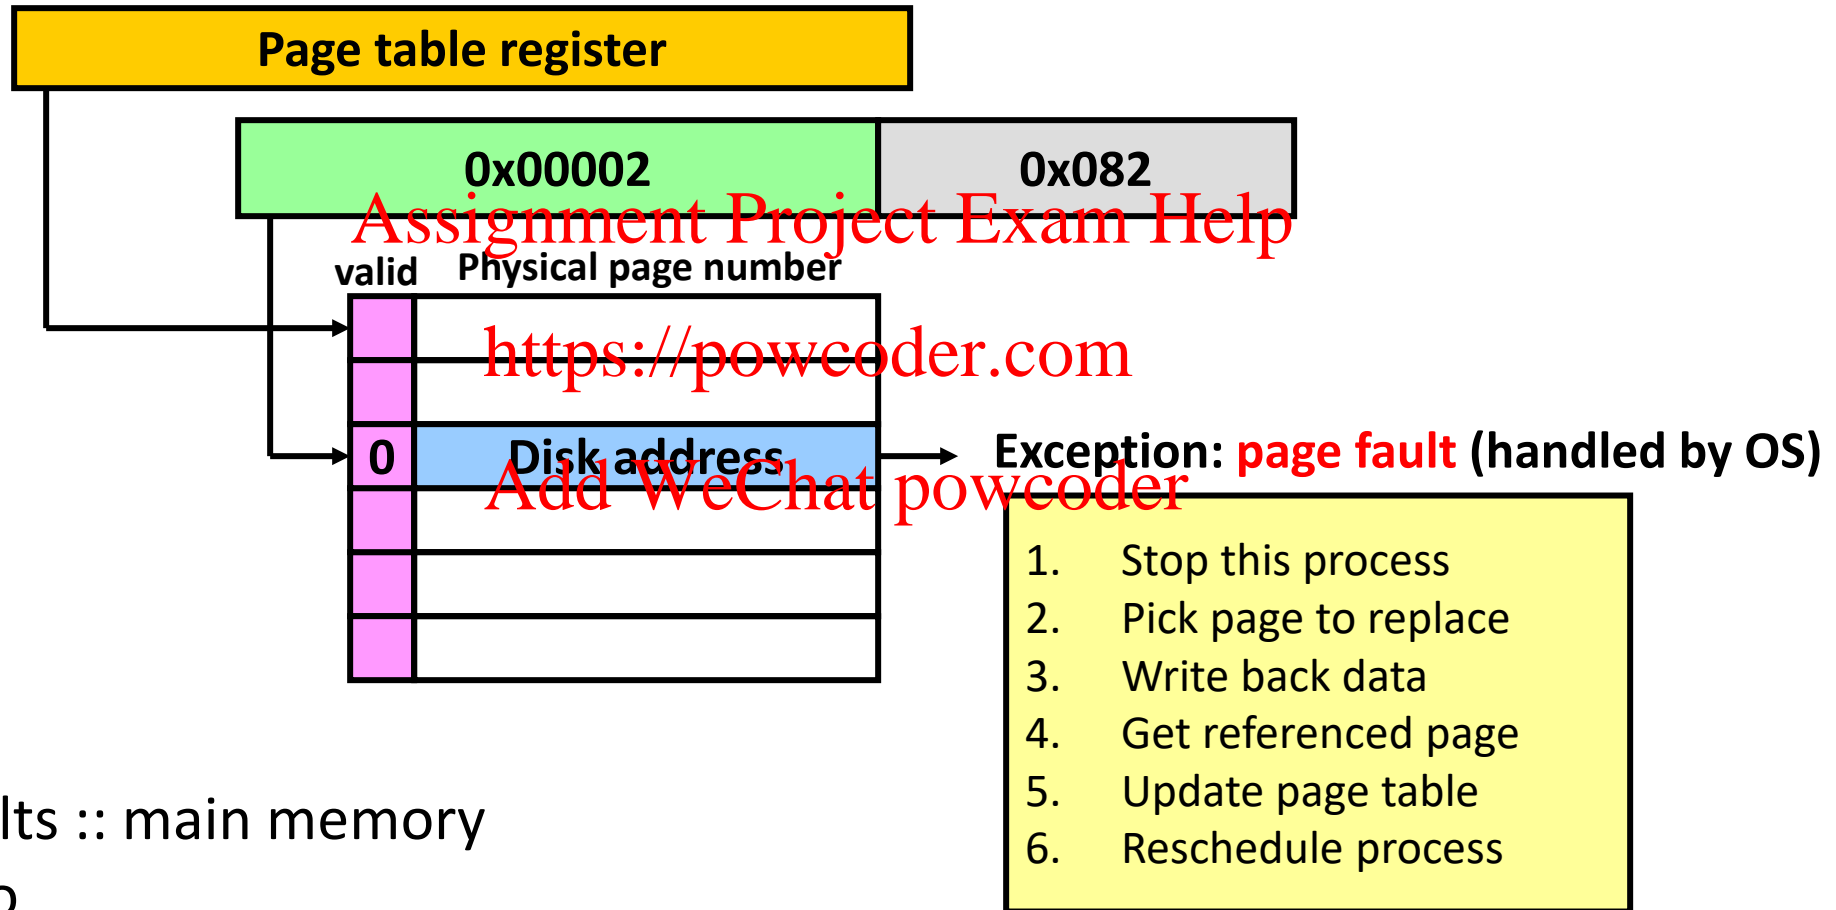 Page table register
0x00002 0x082
Assignment Project Exam Help
valid Physical page number
https://powcoder.com
0 Disk address Exception: page fault (handled by OS)
Add WeChat powcoder
1. Stop this process
2. Pick page to replace
3. Write back data
4. Get referenced page
5. Update page table
6. Reschedule process
lts :: main memory